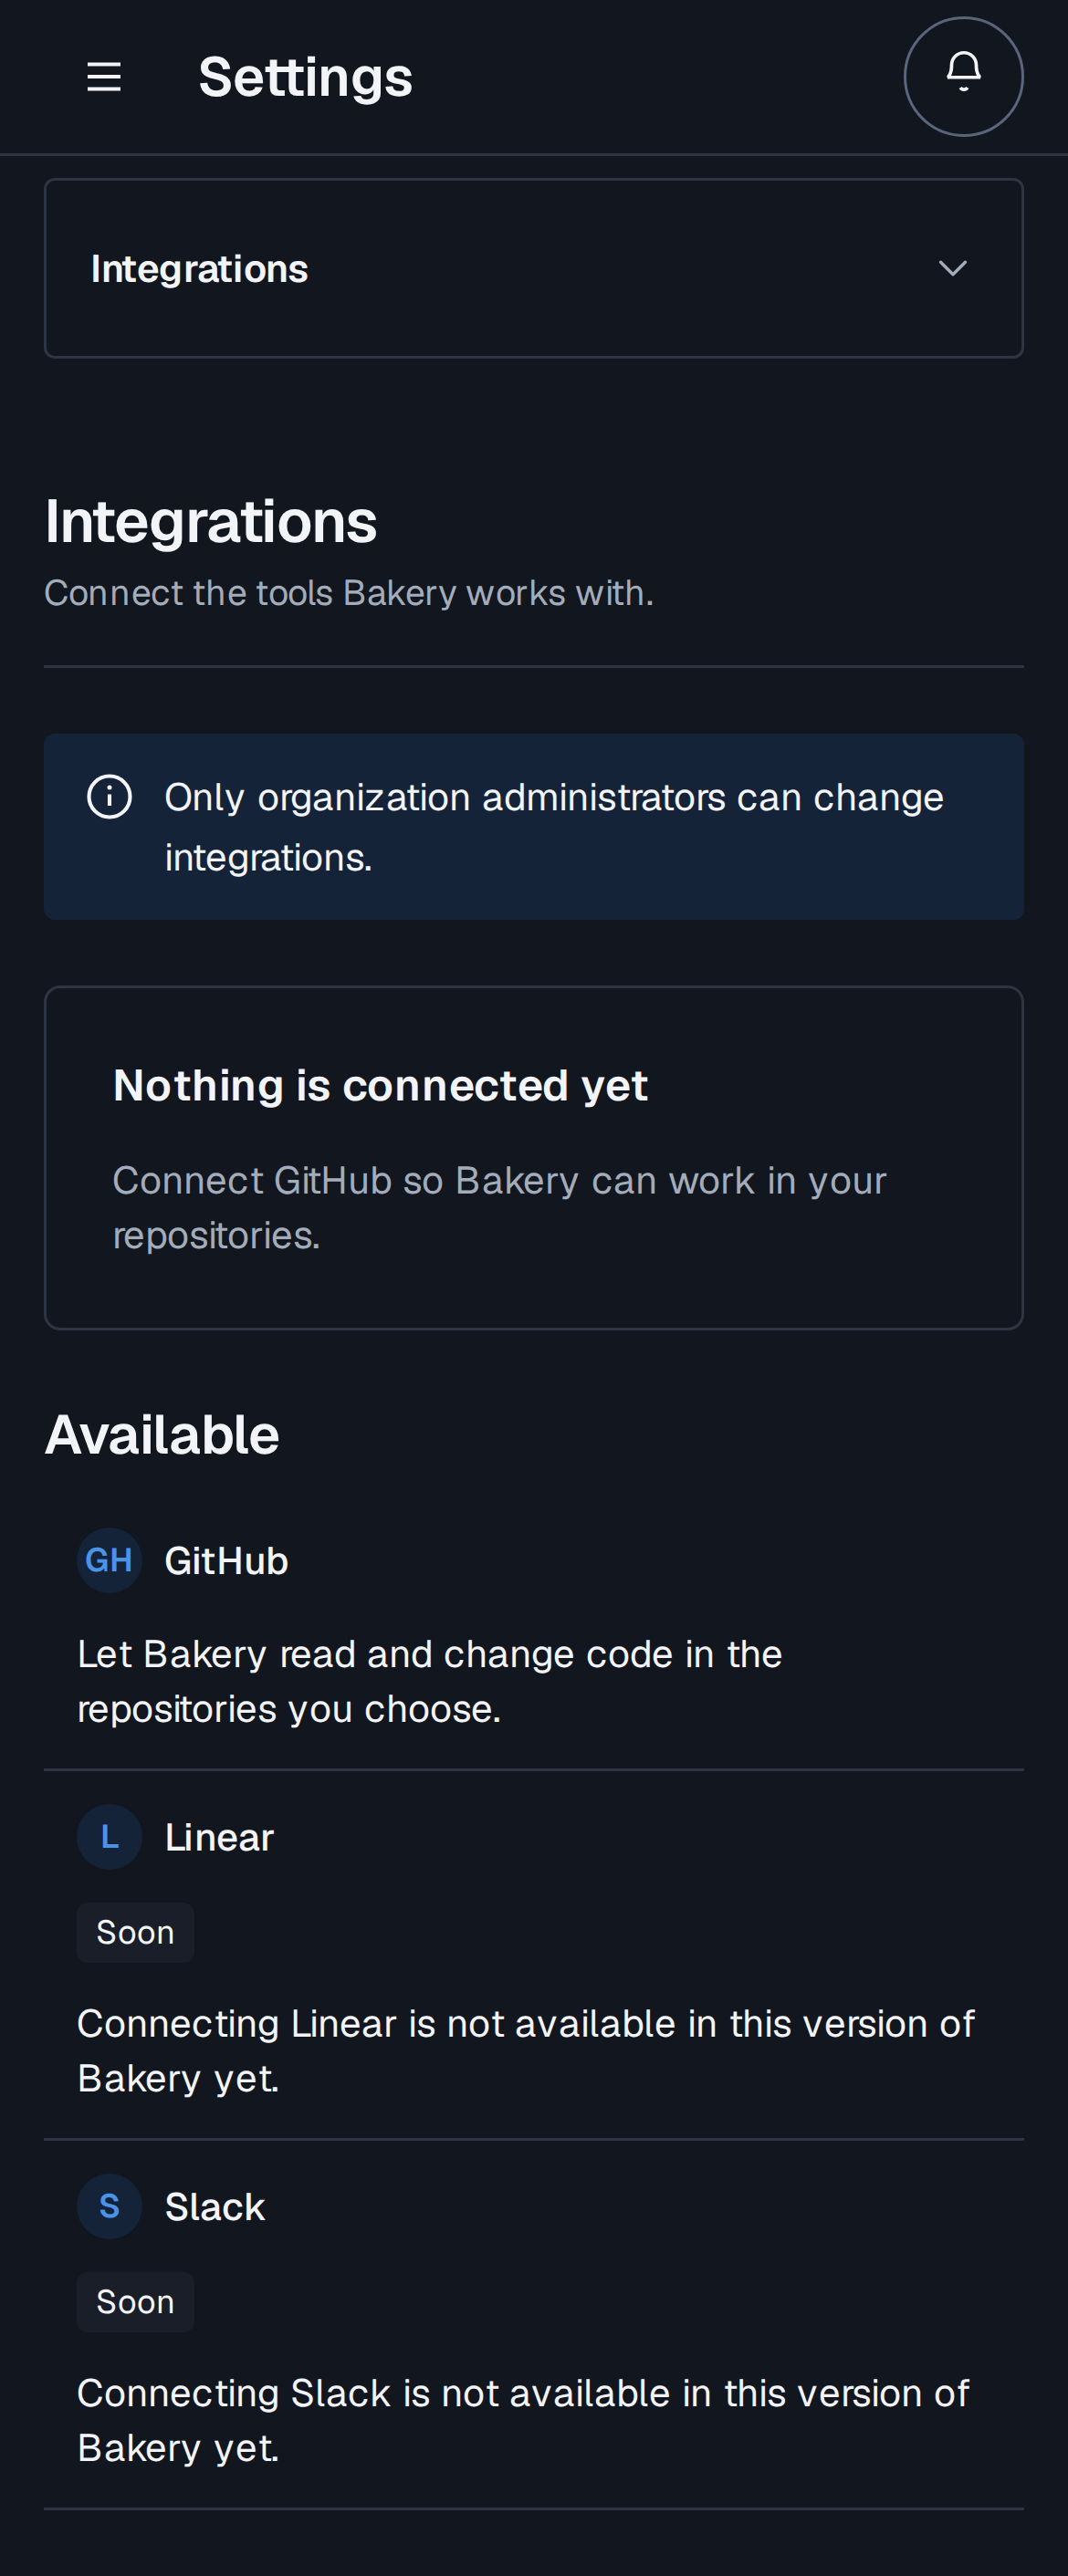 Settings
Integrations
Integrations
Connect the tools Bakery works with.
Only organization administrators can change
integrations.
Nothing is connected yet
Connect GitHub so Bakery can work in your
repositories.
Available
GH GitHub
Let Bakery read and change code in the
repositories you choose.
L Linear
Soon
Connecting Linear is not available in this version of
Bakery yet.
S Slack
Soon
Connecting Slack is not available in this version of
Bakery yet.